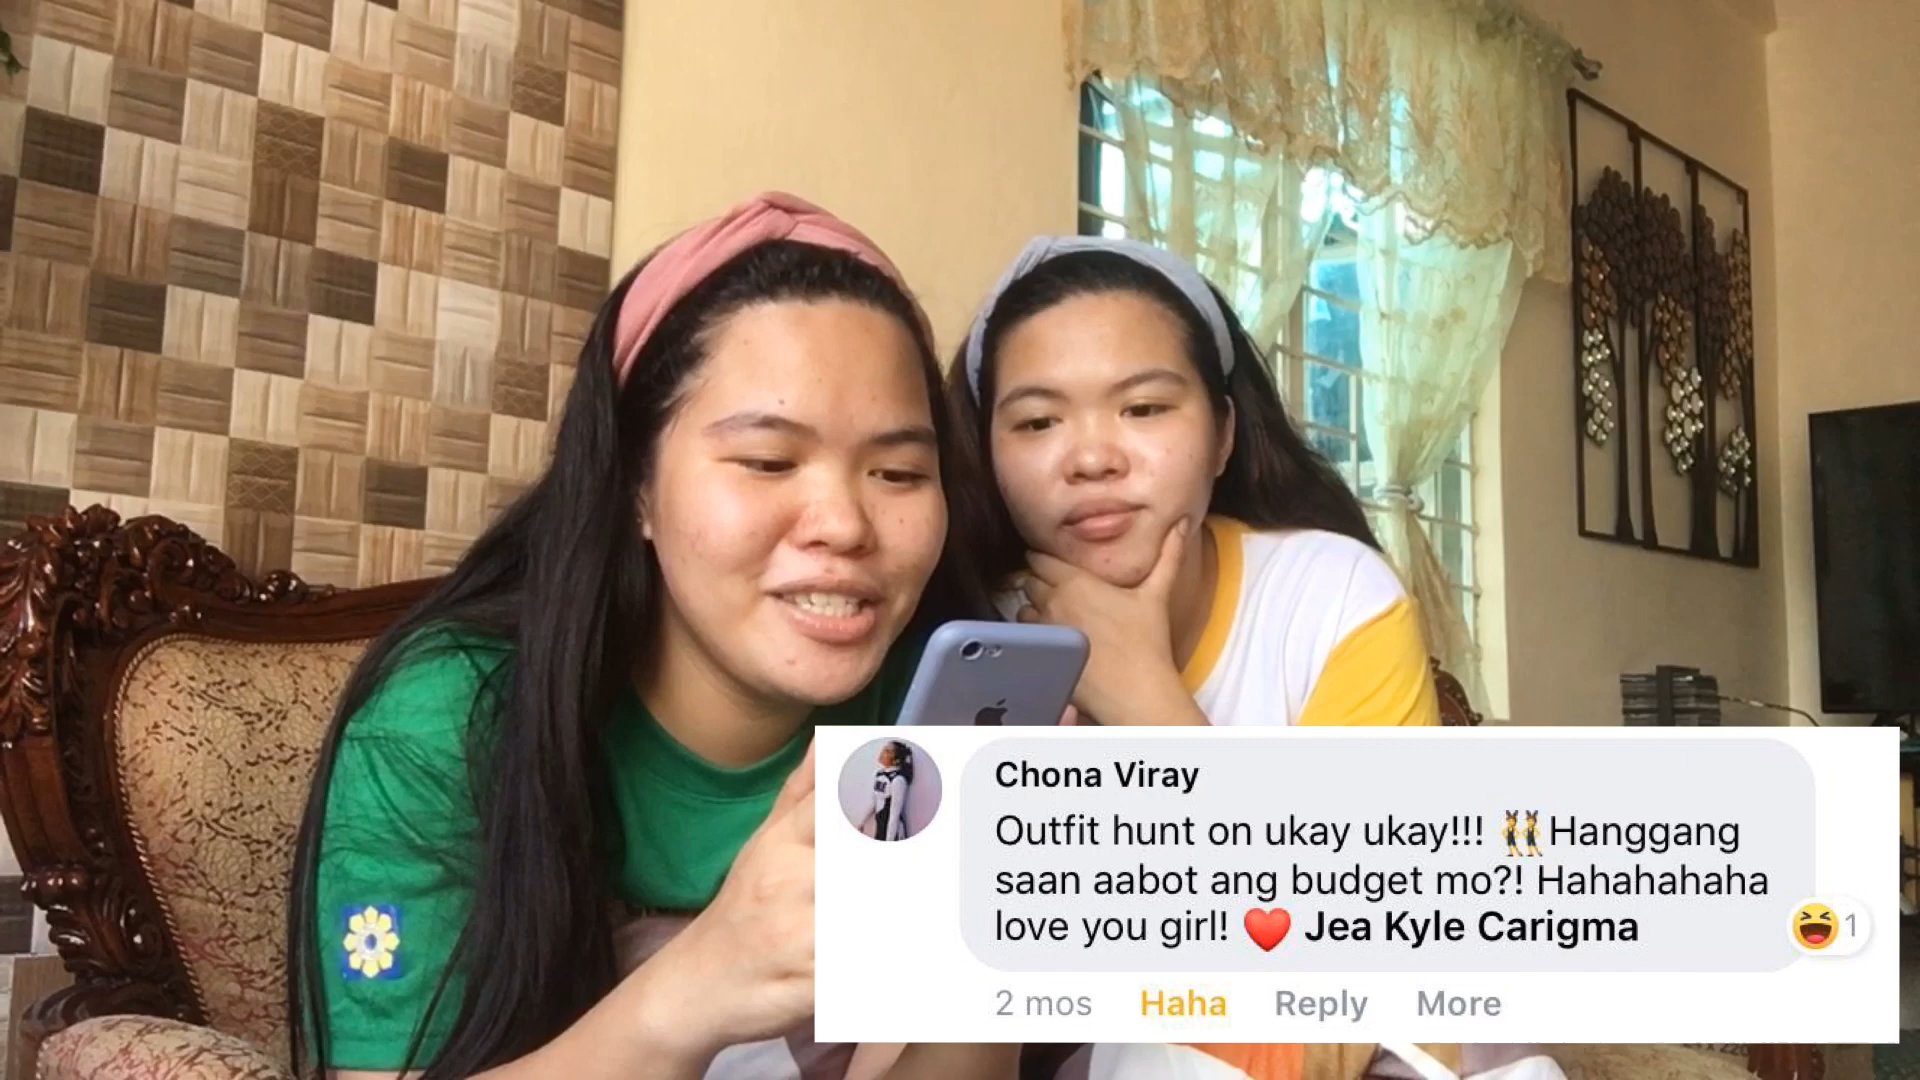 Chona Viray
Outfit hunt on ukay ukay!!! 👯Hanggang
saan aabot ang budget mo?! Hahahahaha
love you girl! ❤️ Jea Kyle Carigma
1
2 mos Haha Reply More